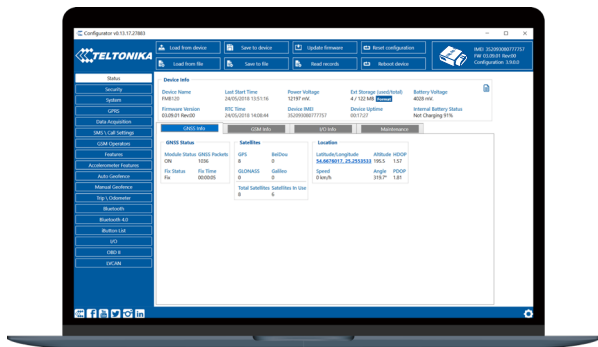 Configurator v0.13.17.27883
TELTONIKA
Load from device
Save to device
Update firmware
Reset configuration
Load from file
Save to file
Read records
Reboot device
IMEI 352093080777757
FW 03.09.01 Rev:00
Configuration 3.9.0.0
Status
Security
System
GPRS
Data Acquisition
SMS \ Call Settings
GSM Operators
Features
Accelerometer Features
Auto Geofence
Manual Geofence
Trip \ Odometer
Bluetooth
Bluetooth 4.0
iButton List
I/O
OBD II
LVCAN
Device Info
Device Name Last Start Time Power Voltage Ext Storage (used/total) Battery Voltage
FMB120 24/05/2018 13:51:16 12197 mV. 4 / 122 MB Format 4028 mV.
Firmware Version RTC Time Device IMEI Device Uptime Internal Battery Status
03.09.01 Rev:00 24/05/2018 14:08:44 352093080777757 00:17:27 Not Charging 91%
GNSS Info GSM Info I/O Info Maintenance
GNSS Status
Module Status GNSS Packets
ON 1036
Fix Status Fix Time
Fix 00:00:05
Satellites
GPS BeiDou
8 0
GLONASS Galileo
0 0
Total Satellites Satellites In Use
8 6
Location
Latitude/Longitude Altitude HDOP
54.6676017, 25.2553533 195.5 1.57
Speed Angle PDOP
0 km/h 319.7° 1.81
in